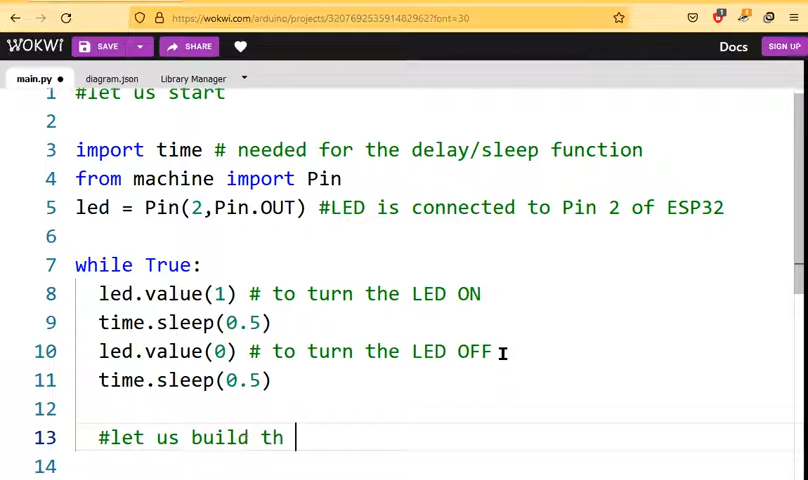 https://wokwi.com/arduino/projects/320769253591482962?font=30
WOKWI SAVE SHARE Docs SIGN UP
main.py diagram.json Library Manager
1 #let us start
2
3 import time # needed for the delay/sleep function
4 from machine import Pin
5 led = Pin(2,Pin.OUT) #LED is connected to Pin 2 of ESP32
6
7 while True:
8 led.value(1) # to turn the LED ON
9 time.sleep(0.5)
10 led.value(0) # to turn the LED OFF
11 time.sleep(0.5)
12
13 #let us build th
14